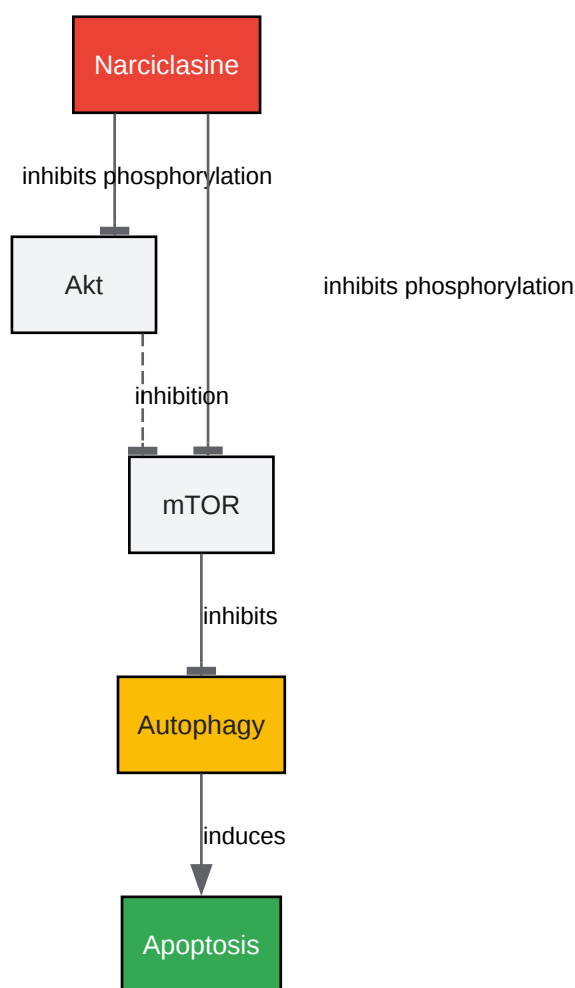 Narciclasine
inhibits phosphorylation
Akt
inhibits phosphorylation
inhibition
mTOR
inhibits
Autophagy
induces
Apoptosis